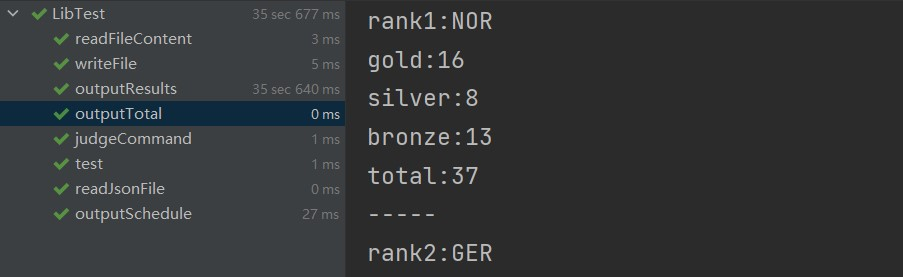 LibTest 35 sec 677 ms
readFileContent 3 ms
writeFile 5 ms
outputResults 35 sec 640 ms
outputTotal 0 ms
judgeCommand 1 ms
test 1 ms
readJsonFile 0 ms
outputSchedule 27 ms
rank1:NOR
gold:16
silver:8
bronze:13
total:37
-----
rank2:GER